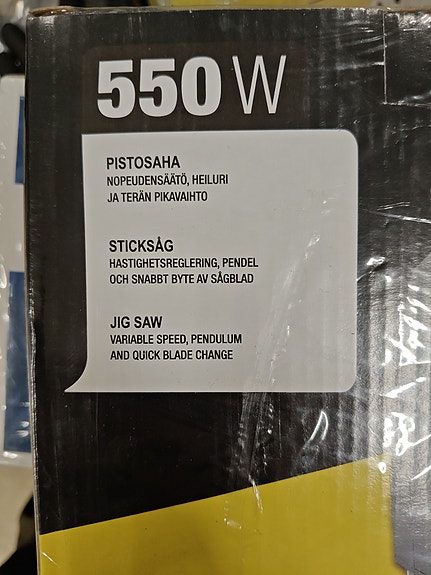 550 W
PISTOSAHA
NOPEUDENSÄÄTÖ, HEILURI
JA TERÄN PIKAVAIHTO
STICKSÅG
HASTIGHETSREGLERING, PENDEL
OCH SNABBT BYTE AV SÅGBLAD
JIG SAW
VARIABLE SPEED, PENDULUM
AND QUICK BLADE CHANGE